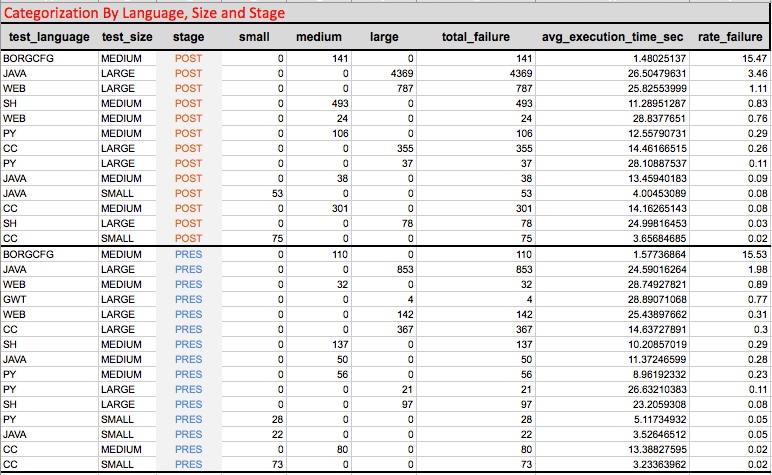 Categorization By Language, Size and Stage
test_language test_size stage small medium large total_failure avg_execution_time_sec rate_failure
BORGCFG MEDIUM POST 0 141 0 141 1.48025137 15.47
JAVA LARGE POST 0 0 4369 4369 26.50479631 3.46
WEB LARGE POST 0 0 787 787 25.82553999 1.11
SH MEDIUM POST 0 493 0 493 11.28951287 0.83
WEB MEDIUM POST 0 24 0 24 28.8377651 0.76
PY MEDIUM POST 0 106 0 106 12.55790731 0.29
CC LARGE POST 0 0 355 355 14.46166515 0.26
PY LARGE POST 0 0 37 37 28.10887537 0.11
JAVA MEDIUM POST 0 38 0 38 13.45940183 0.09
JAVA SMALL POST 53 0 0 53 4.00453089 0.08
CC MEDIUM POST 0 301 0 301 14.16265143 0.08
SH LARGE POST 0 0 78 78 24.99816453 0.03
CC SMALL POST 75 0 0 75 3.65684685 0.02
BORGCFG MEDIUM PRES 0 110 0 110 1.57736864 15.53
JAVA LARGE PRES 0 0 853 853 24.59016264 1.98
WEB MEDIUM PRES 0 32 0 32 28.74927821 0.89
GWT LARGE PRES 0 0 4 4 28.89071068 0.77
WEB LARGE PRES 0 0 142 142 25.43897662 0.31
CC LARGE PRES 0 0 367 367 14.63727891 0.3
SH MEDIUM PRES 0 137 0 137 10.20857019 0.29
JAVA MEDIUM PRES 0 50 0 50 11.37246599 0.28
PY MEDIUM PRES 0 56 0 56 8.96192332 0.23
PY LARGE PRES 0 0 21 21 26.63210383 0.11
SH LARGE PRES 0 0 97 97 23.2059308 0.08
PY SMALL PRES 28 0 0 28 5.11734932 0.05
JAVA SMALL PRES 22 0 0 22 3.52646512 0.05
CC MEDIUM PRES 0 80 0 80 13.38827595 0.02
CC SMALL PRES 73 0 0 73 3.23363962 0.02